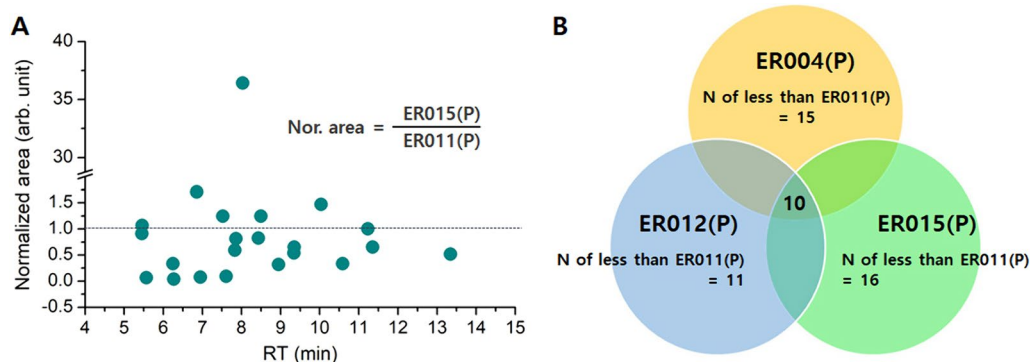 A
Normalized area (arb. unit)
40
35
30
1.5
1.0
0.5
0.0
-0.5
Nor. area = ER015(P)
ER011(P)
4 5 6 7 8 9 10 11 12 13 14 15
RT (min)
B
ER004(P)
N of less than ER011(P)
= 15
10
ER012(P)
N of less than ER011(P)
= 11
ER015(P)
N of less than ER011(P)
= 16